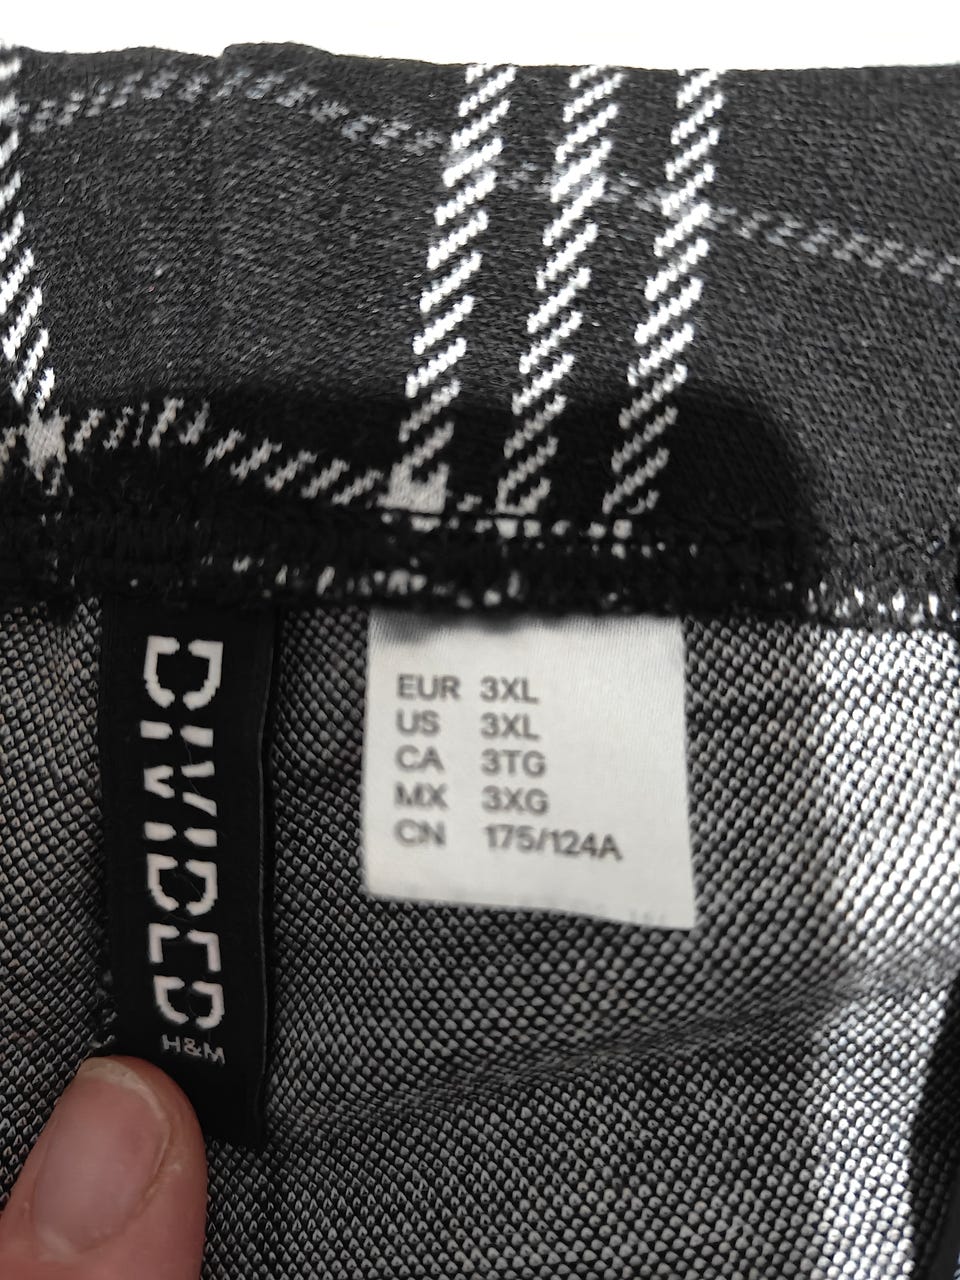 DIVIDED
H&M
EUR 3XL
US 3XL
CA 3TG
MX 3XG
CN 175/124A